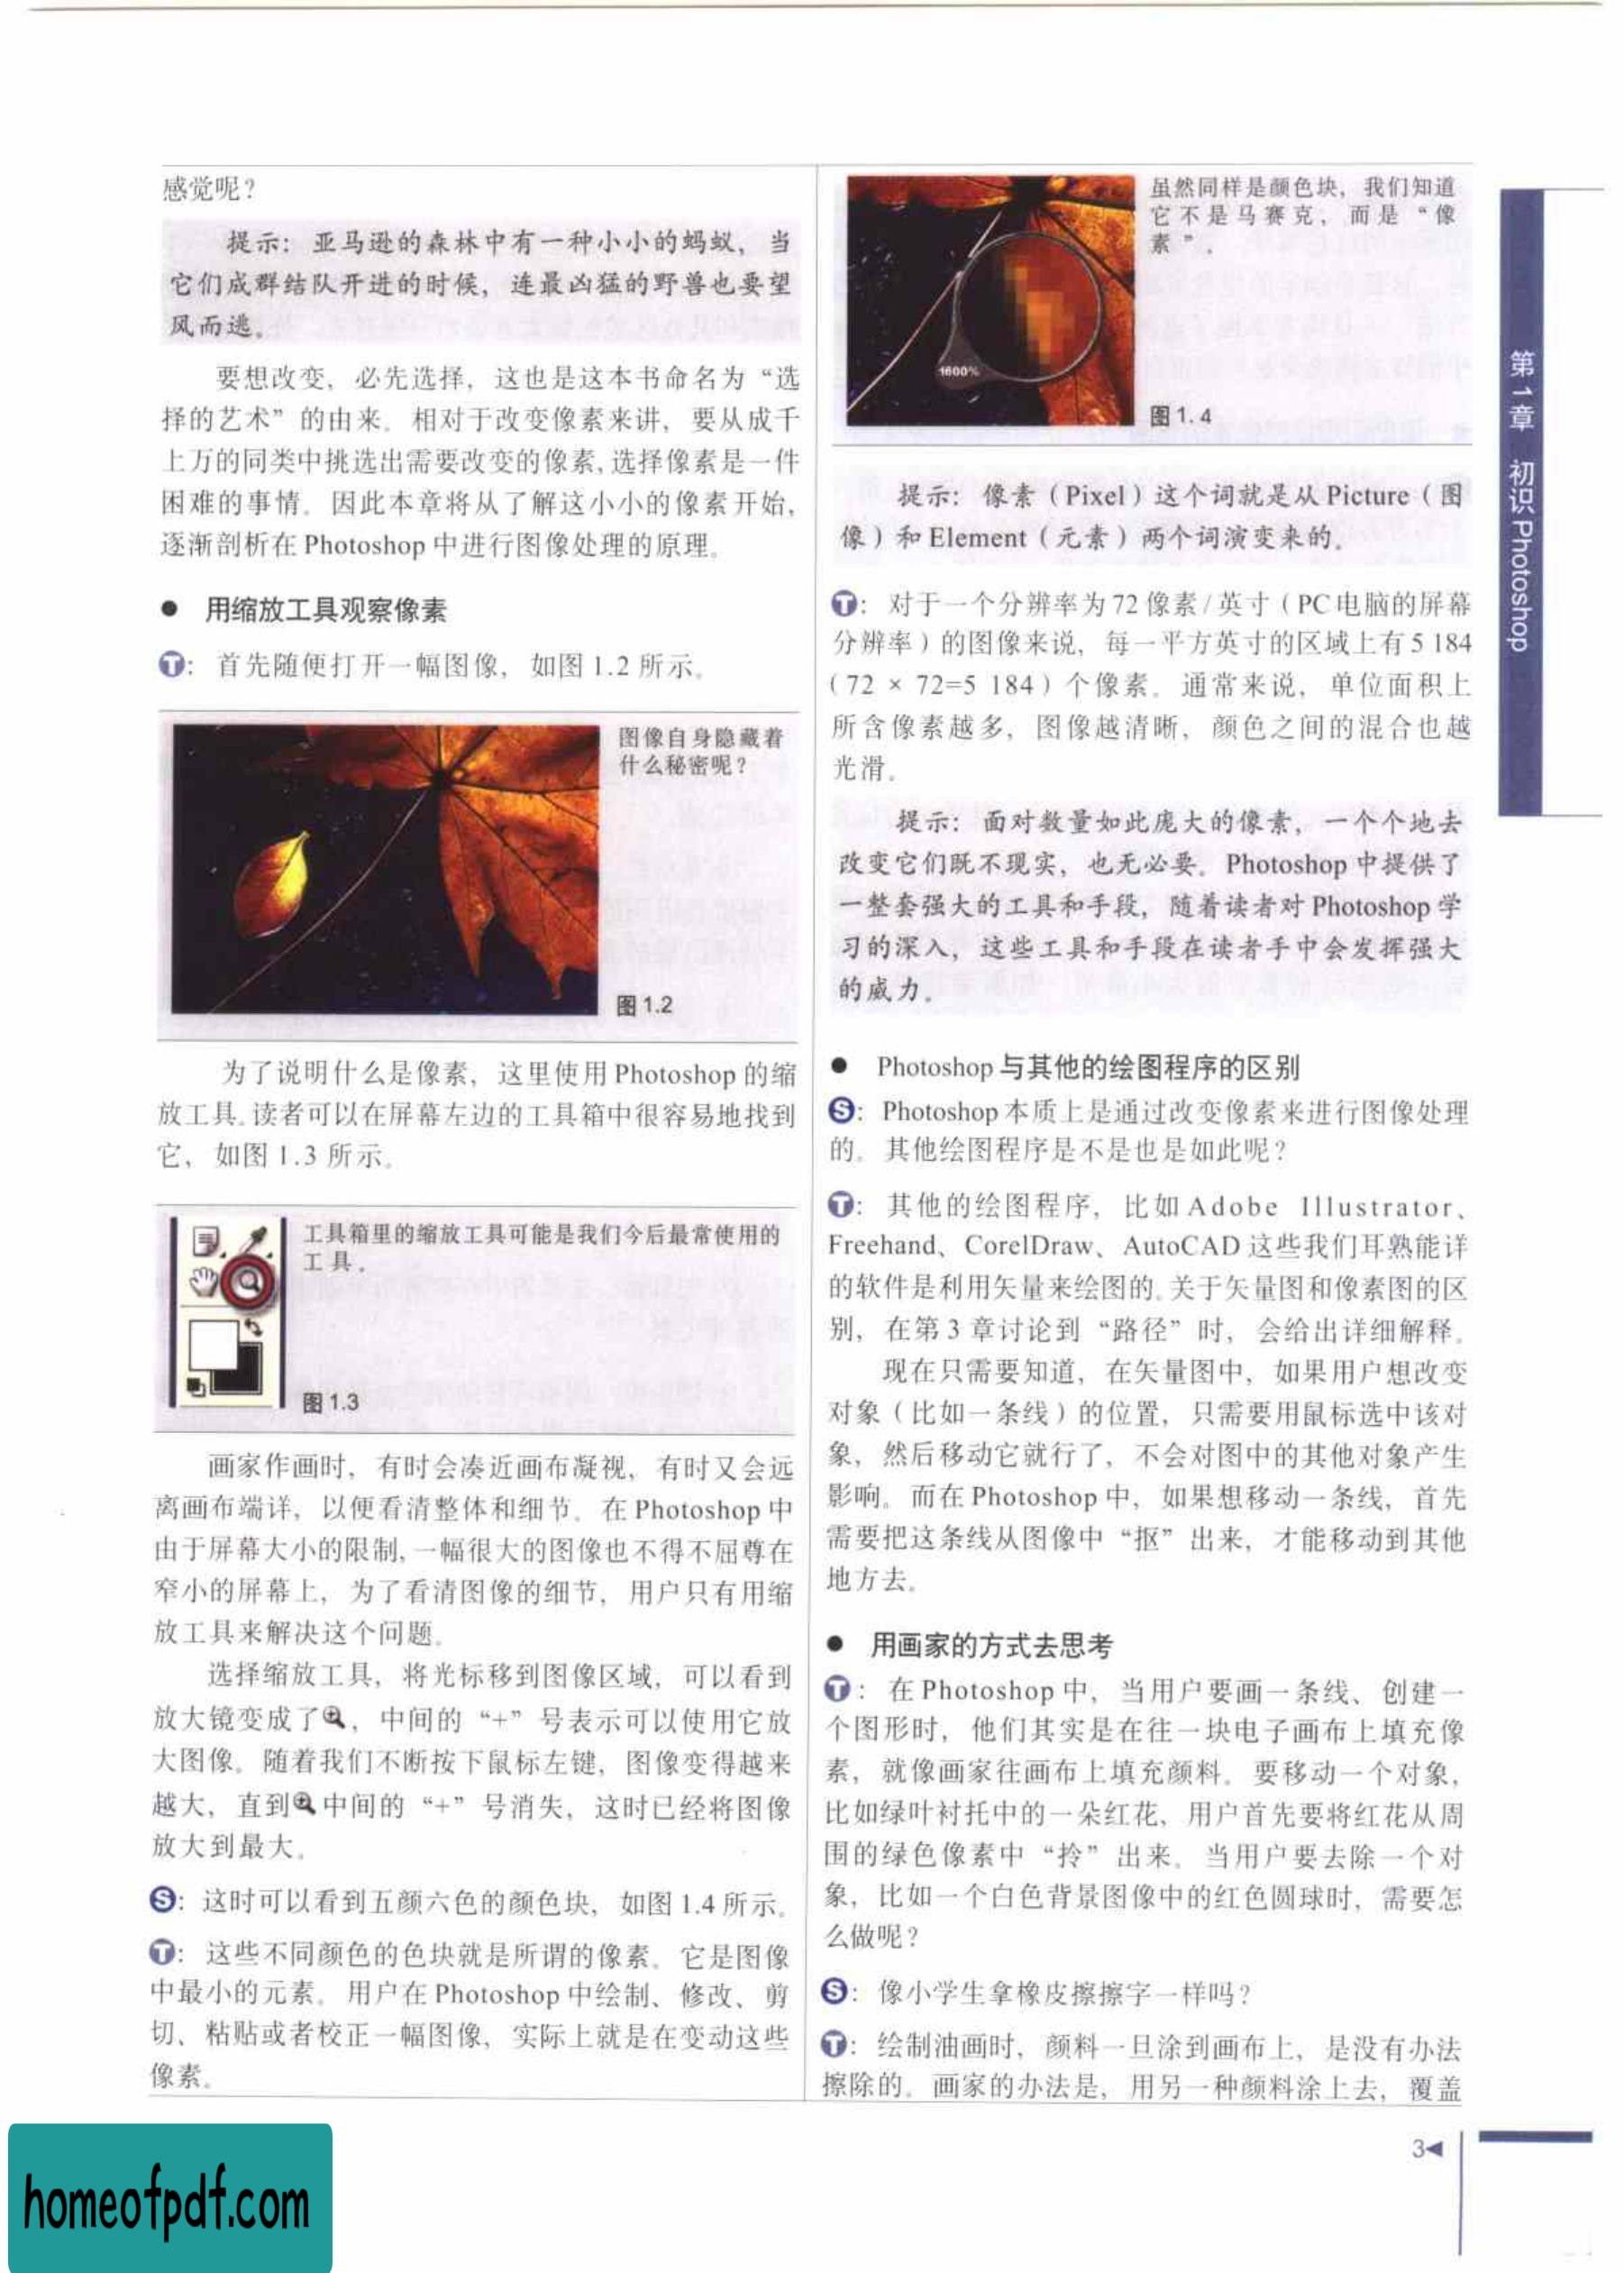 感觉呢？
提示：亚马逊的森林中有一种小小的蚂蚁，当
它们成群结队开进的时候，连最凶猛的野兽也要望
风而逃。
要想改变，必先选择，这也是这本书命名为“选
择的艺术”的由来。相对于改变像素来讲，要从成千
上万的同类中挑选出需要改变的像素,选择像素是一件
困难的事情。因此本章将从了解这小小的像素开始，
逐渐剖析在 Photoshop 中进行图像处理的原理。
● 用缩放工具观察像素
T：首先随便打开一幅图像，如图 1.2 所示。
图像自身隐藏着
什么秘密呢？
图 1.2
为了说明什么是像素，这里使用 Photoshop 的缩
放工具。读者可以在屏幕左边的工具箱中很容易地找到
它，如图 1.3 所示。
工具箱里的缩放工具可能是我们今后最常使用的
工具。
图 1.3
画家作画时，有时会凑近画布凝视，有时又会远
离画布端详，以便看清整体和细节。在 Photoshop 中
由于屏幕大小的限制,一幅很大的图像也不得不屈尊在
窄小的屏幕上，为了看清图像的细节，用户只有用缩
放工具来解决这个问题。
选择缩放工具，将光标移到图像区域，可以看到
放大镜变成了，中间的“+”号表示可以使用它放
大图像。随着我们不断按下鼠标左键，图像变得越来
越大，直到中间的“+”号消失，这时已经将图像
放大到最大。
S：这时可以看到五颜六色的颜色块，如图 1.4 所示。
T：这些不同颜色的色块就是所谓的像素。它是图像
中最小的元素。用户在 Photoshop 中绘制、修改、剪
切、粘贴或者校正一幅图像，实际上就是在变动这些
像素。
1600%
虽然同样是颜色块，我们知道
它不是马赛克，而是“像
素”。
图 1.4
提示：像素（Pixel）这个词就是从 Picture（图
像）和 Element（元素）两个词演变来的。
T：对于一个分辨率为 72 像素/英寸（PC 电脑的屏幕
分辨率）的图像来说，每一平方英寸的区域上有 5 184
（72 × 72=5 184）个像素。通常来说，单位面积上
所含像素越多，图像越清晰，颜色之间的混合也越
光滑。
提示：面对数量如此庞大的像素，一个个地去
改变它们既不现实，也无必要。Photoshop 中提供了
一整套强大的工具和手段，随着读者对 Photoshop 学
习的深入，这些工具和手段在读者手中会发挥强大
的威力。
● Photoshop 与其他的绘图程序的区别
S：Photoshop 本质上是通过改变像素来进行图像处理
的。其他绘图程序是不是也是如此呢？
T：其他的绘图程序，比如 Adobe Illustrator、
Freehand、CorelDraw、AutoCAD 这些我们耳熟能详
的软件是利用矢量来绘图的。关于矢量图和像素图的区
别，在第 3 章讨论到“路径”时，会给出详细解释。
现在只需要知道，在矢量图中，如果用户想改变
对象（比如一条线）的位置，只需要用鼠标选中该对
象，然后移动它就行了，不会对图中的其他对象产生
影响。而在 Photoshop 中，如果想移动一条线，首先
需要把这条线从图像中“抠”出来，才能移动到其他
地方去。
● 用画家的方式去思考
T：在 Photoshop 中，当用户要画一条线、创建一
个图形时，他们其实是在往一块电子画布上填充像
素，就像画家往画布上填充颜料。要移动一个对象，
比如绿叶衬托中的一朵红花，用户首先要将红花从周
围的绿色像素中“拎”出来。当用户要去除一个对
象，比如一个白色背景图像中的红色圆球时，需要怎
么做呢？
S：像小学生拿橡皮擦擦字一样吗？
T：绘制油画时，颜料一旦涂到画布上，是没有办法
擦除的。画家的办法是，用另一种颜料涂上去，覆盖
第 1 章 初识 Photoshop
3
homeofpdf.com